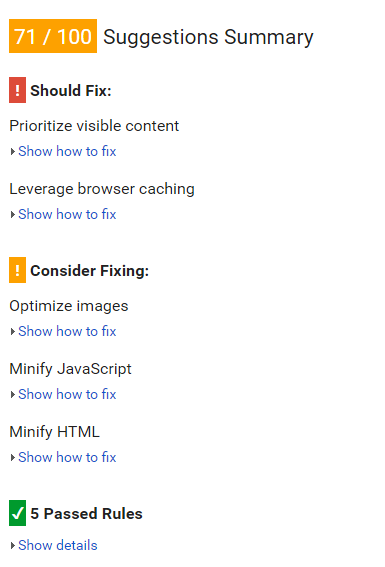 71 / 100 Suggestions Summary
! Should Fix:
Prioritize visible content
Show how to fix
Leverage browser caching
Show how to fix
! Consider Fixing:
Optimize images
Show how to fix
Minify JavaScript
Show how to fix
Minify HTML
Show how to fix
5 Passed Rules
Show details